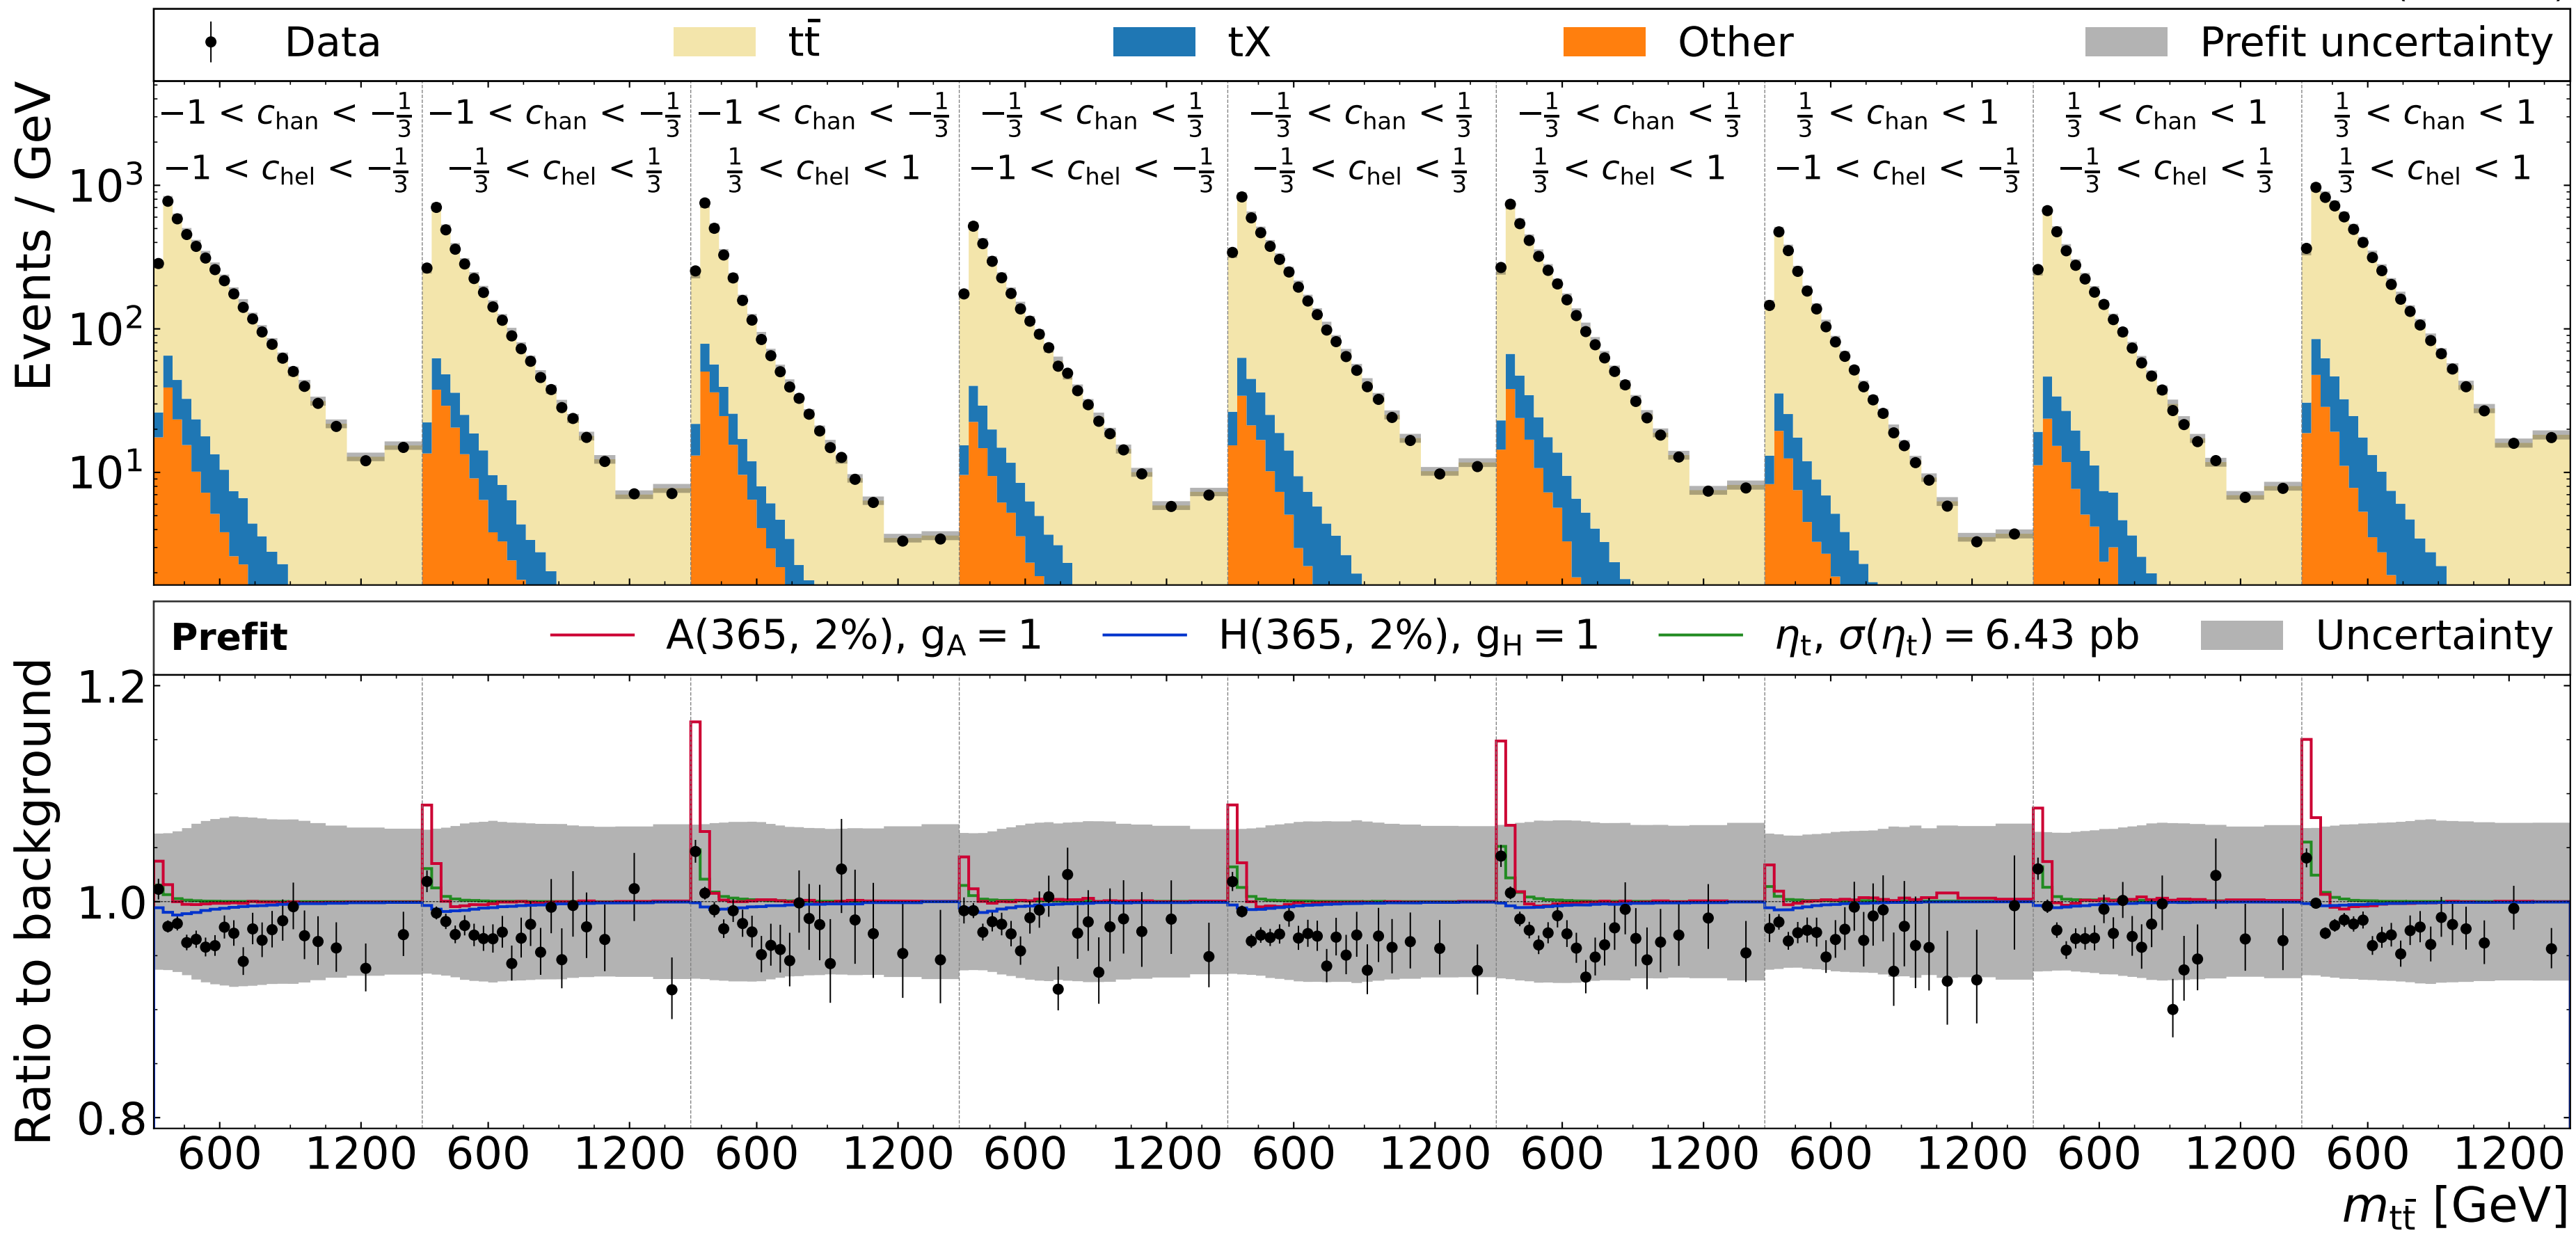 Data tt̄ tX Other Prefit uncertainty
−1 < c_han < −1/3 −1 < c_han < −1/3 −1 < c_han < −1/3 −1/3 < c_han < 1/3 −1/3 < c_han < 1/3 −1/3 < c_han < 1/3 1/3 < c_han < 1 1/3 < c_han < 1 1/3 < c_han < 1
−1 < c_hel < −1/3 −1/3 < c_hel < 1/3 1/3 < c_hel < 1 −1 < c_hel < −1/3 −1/3 < c_hel < 1/3 1/3 < c_hel < 1 −1 < c_hel < −1/3 −1/3 < c_hel < 1/3 1/3 < c_hel < 1
Events / GeV
10³
10²
10¹
Prefit A(365, 2%), g_A = 1 H(365, 2%), g_H = 1 η_t, σ(η_t) = 6.43 pb Uncertainty
Ratio to background
1.2
1.0
0.8
600 1200 600 1200 600 1200 600 1200 600 1200 600 1200 600 1200 600 1200 600 1200
m_tt̄ [GeV]